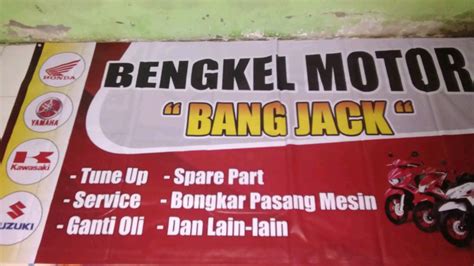 HONDA
YAMAHA
Kawasaki
UZUKI
BENGKEL MOTOR
“ BANG JACK “
- Tune Up - Spare Part
- Service - Bongkar Pasang Mesin
- Ganti Oli - Dan Lain-lain